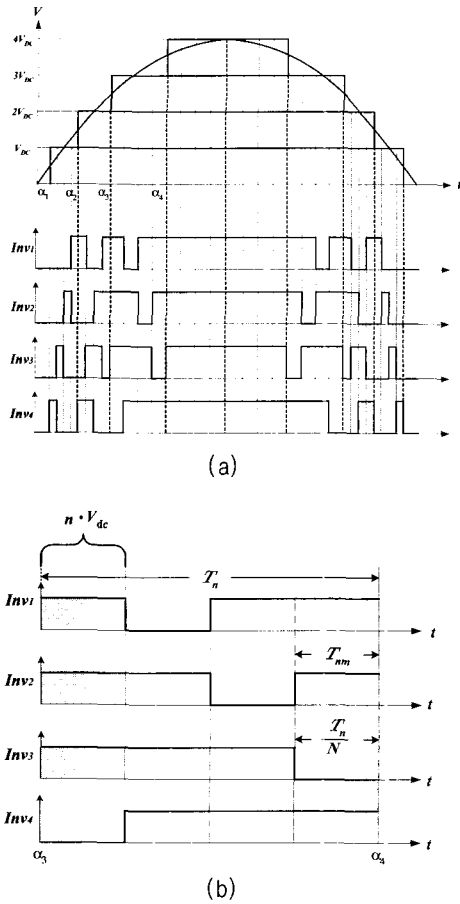 V
4V_DC
3V_DC
2V_DC
V_DC
t
α₁ α₂ α₃ α₄
Inv₁
Inv₂
Inv₃
Inv₄
(a)
n · V_dc
T_n
Inv₁
t
T_nm
Inv₂
t
T_n
N
Inv₃
t
Inv₄
t
α₃ α₄
(b)